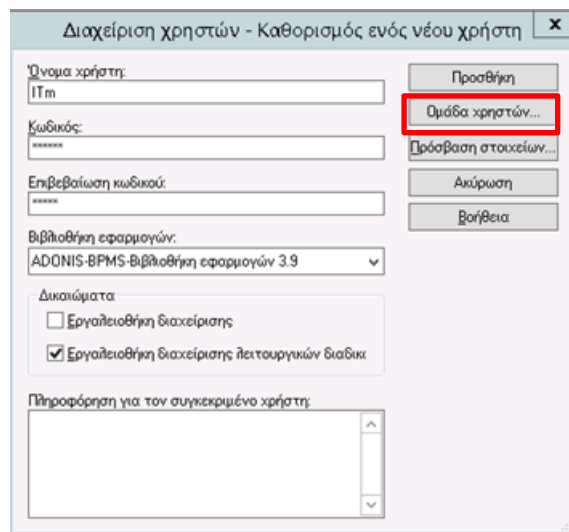 Διαχείριση χρηστών - Καθορισμός ενός νέου χρήστη
x
Όνομα χρήστη:
ITm
Κωδικός:
******
Επιβεβαίωση κωδικού:
*****
Βιβλιοθήκη εφαρμογών:
ADONIS-BPMS-Βιβλιοθήκη εφαρμογών 3.9
Δικαιώματα
Εργαλειοθήκη διαχείρισης
Εργαλειοθήκη διαχείρισης λειτουργικών διαδικα
Πληροφόρηση για τον συγκεκριμένο χρήστη:
Προσθήκη
Ομάδα χρηστών...
Πρόσβαση στοιχείων...
Ακύρωση
Βοήθεια